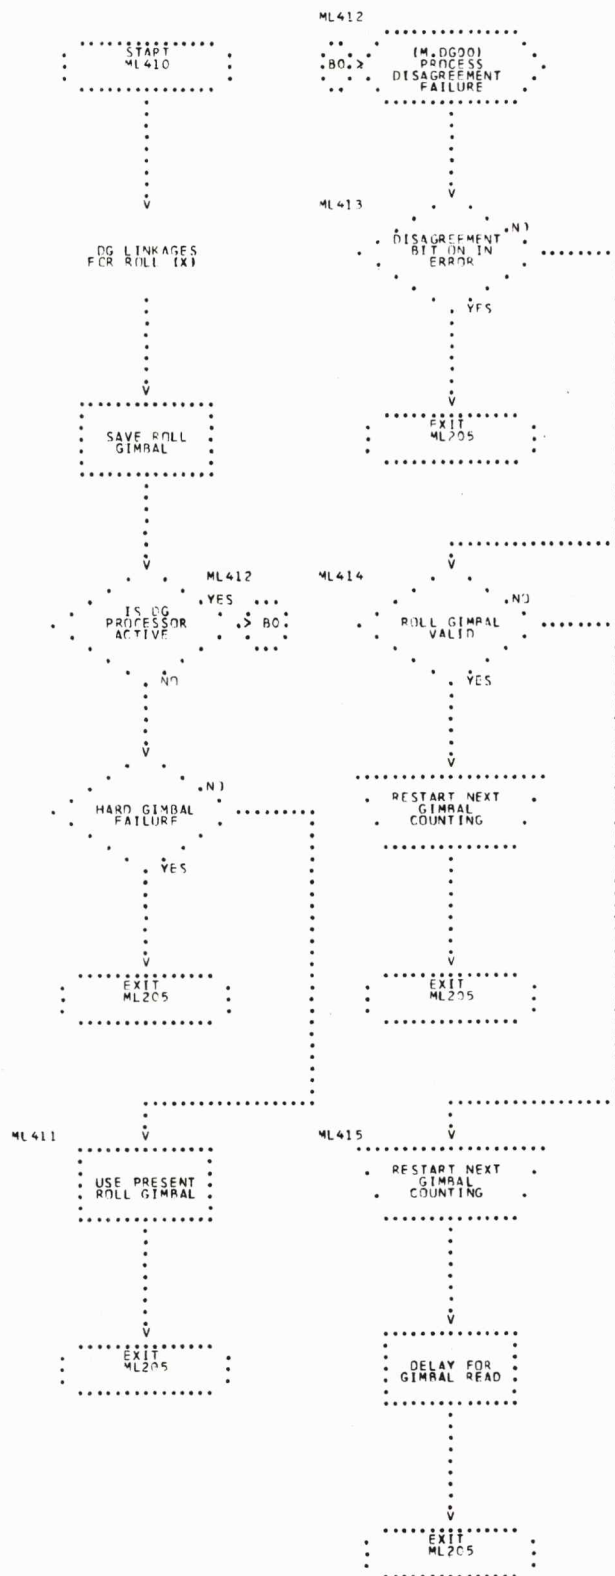 START
ML410
DG LINKAGES
FOR ROLL (X)
SAVE ROLL
GIMBAL
ML412
IS DG
PROCESSOR
ACTIVE
YES
> B0
NO
HARD GIMBAL
FAILURE
NO
YES
EXIT
ML205
ML411
USE PRESENT
ROLL GIMBAL
EXIT
ML205
ML412
B0 >
(M.DG00)
PROCESS
DISAGREEMENT
FAILURE
ML413
DISAGREEMENT
BIT ON IN
ERROR
NO
YES
EXIT
ML205
ML414
ROLL GIMBAL
VALID
NO
YES
RESTART NEXT
GIMBAL
COUNTING
EXIT
ML205
ML415
RESTART NEXT
GIMBAL
COUNTING
DELAY FOR
GIMBAL READ
EXIT
ML205